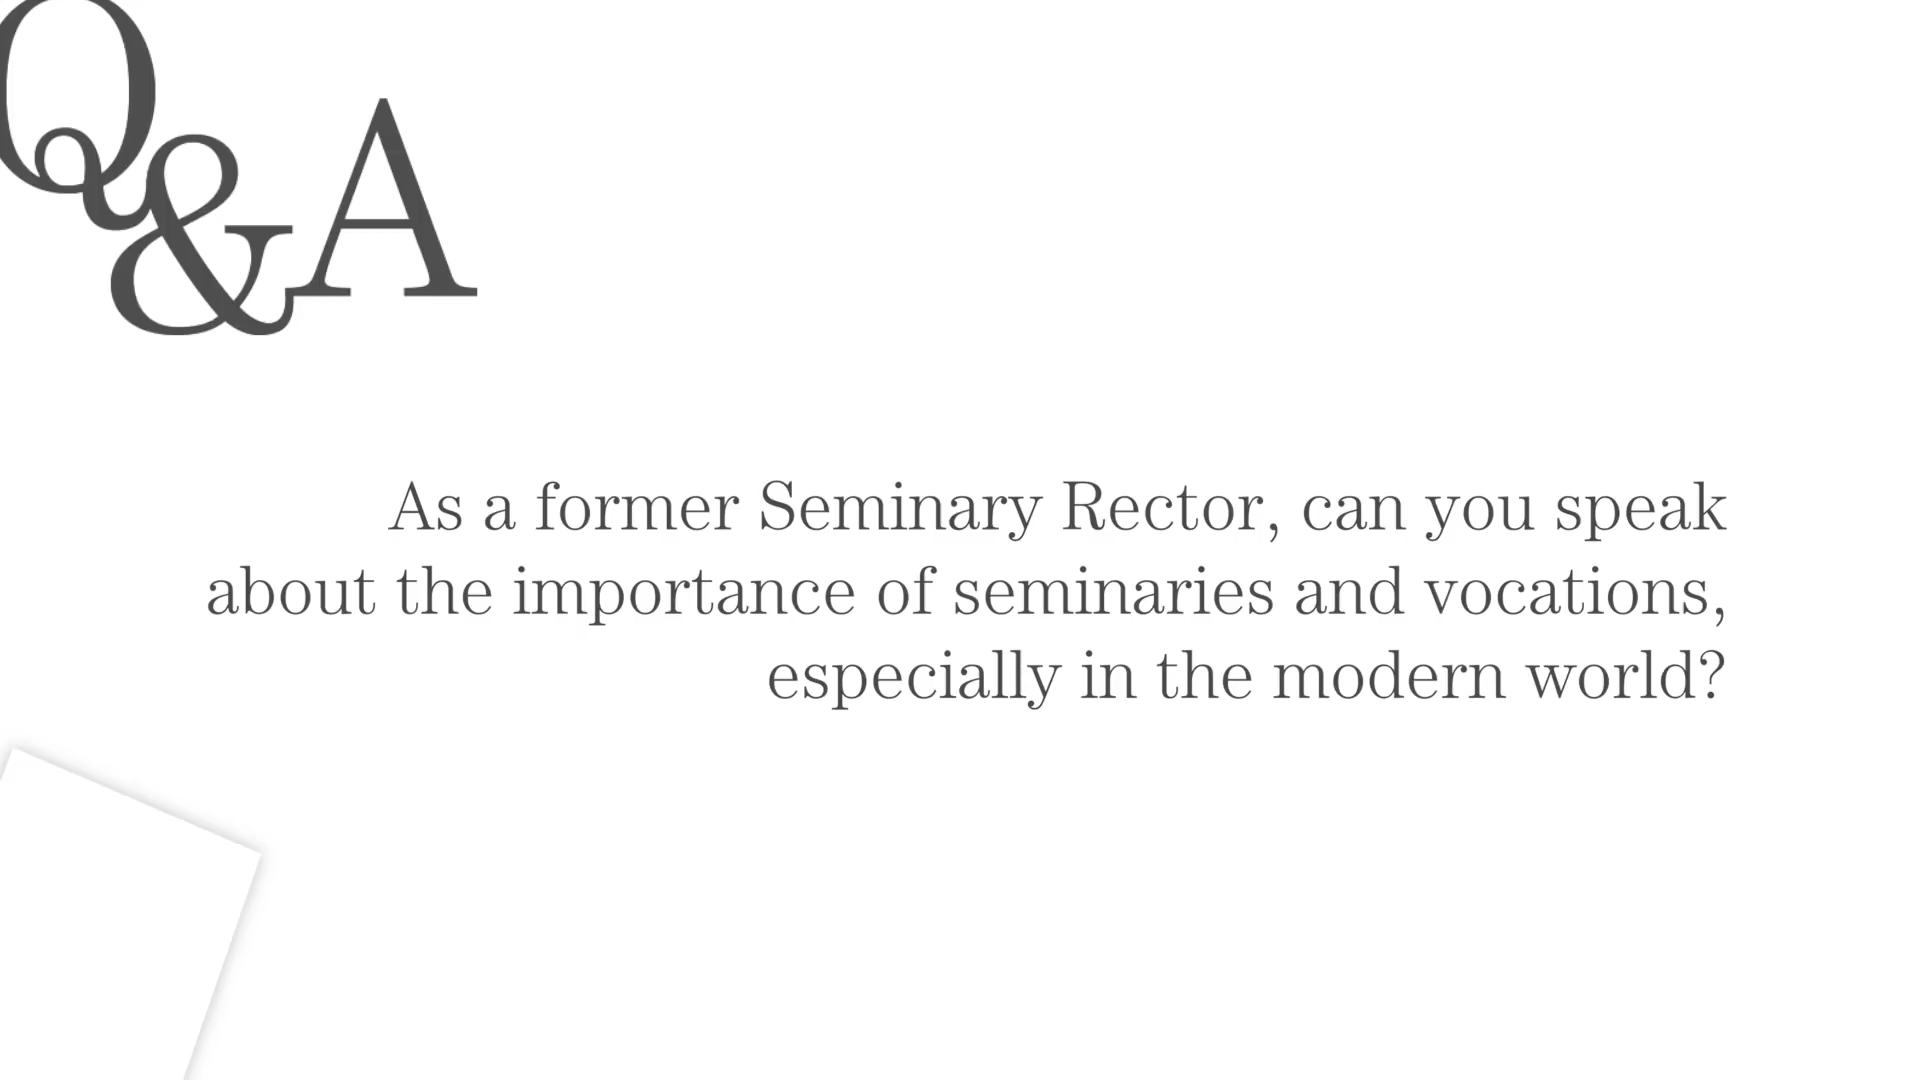 Q&A
As a former Seminary Rector, can you speak
about the importance of seminaries and vocations,
especially in the modern world?